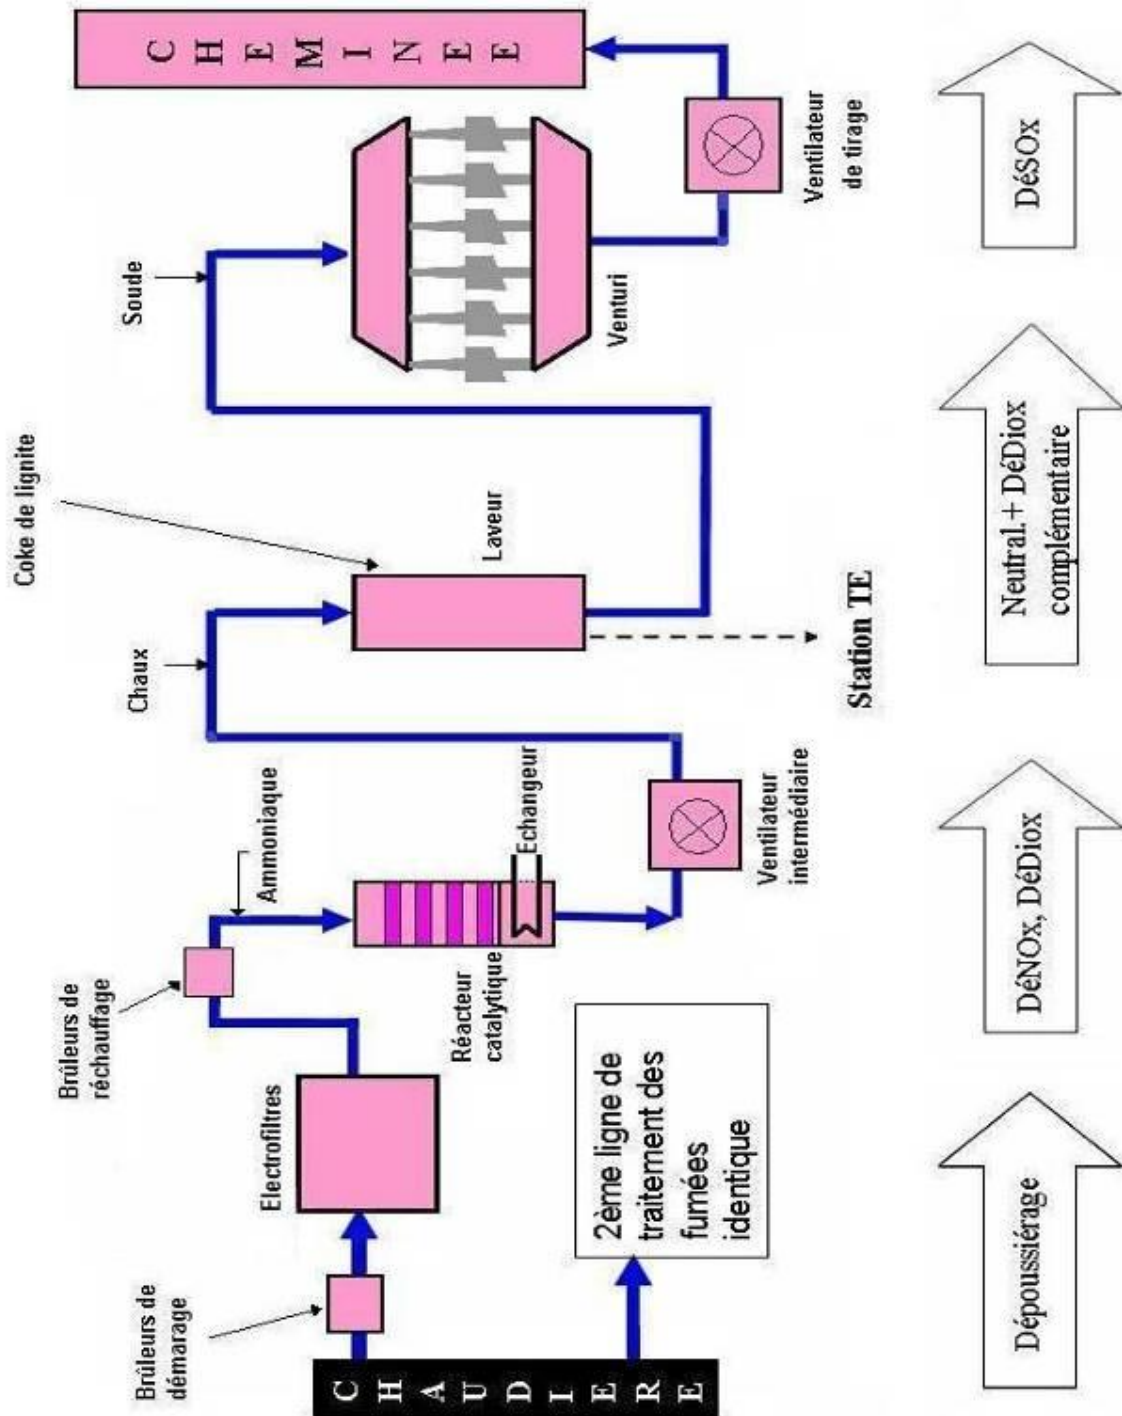 Coke de lignite
Soude
Chaux
Brûleurs de
réchauffage
Ammoniaque
Brûleurs de
démarage
Electrofiltres
Réacteur
catalytique
Echangeur
Laveur
Venturi
CHEMINEE
CHAUDIERE
2ème ligne de
traitement des
fumées
identique
Ventilateur
intermédiaire
Station TE
Ventilateur
de tirage
Dépoussiérage
DéNOx, DéDiox
Neutral.+ DéDiox
complémentaire
DéSOx